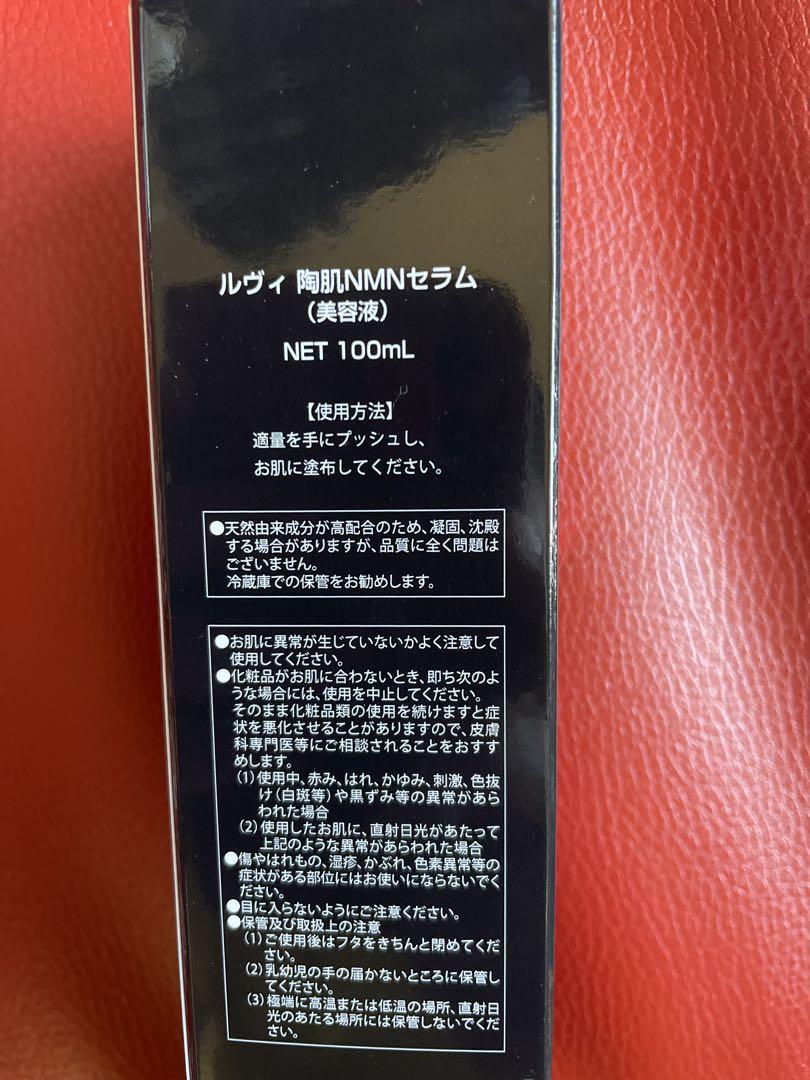 ルヴィ 陶肌NMNセラム
（美容液）
NET 100mL
【使用方法】
適量を手にプッシュし、
お肌に塗布してください。
●天然由来成分が高配合のため、凝固、沈殿
する場合がありますが、品質に全く問題は
ございません。
冷蔵庫での保管をお勧めします。
●お肌に異常が生じていないかよく注意して
使用してください。
●化粧品がお肌に合わないとき、即ち次のよ
うな場合には、使用を中止してください。
そのまま化粧品類の使用を続けますと症
状を悪化させることがありますので、皮膚
科専門医等にご相談されることをおすす
めします。
（1）使用中、赤み、はれ、かゆみ、刺激、色抜
け（白斑等）や黒ずみ等の異常があら
われた場合
（2）使用したお肌に、直射日光があたって
上記のような異常があらわれた場合
●傷やはれもの、湿疹、かぶれ、色素異常等の
症状がある部位にはお使いにならないでく
ださい。
●目に入らないようにご注意ください。
●保管及び取扱上の注意
（1）ご使用後はフタをきちんと閉めてくだ
さい。
（2）乳幼児の手の届かないところに保管し
てください。
（3）極端に高温または低温の場所、直射日
光のあたる場所には保管しないでくだ
さい。